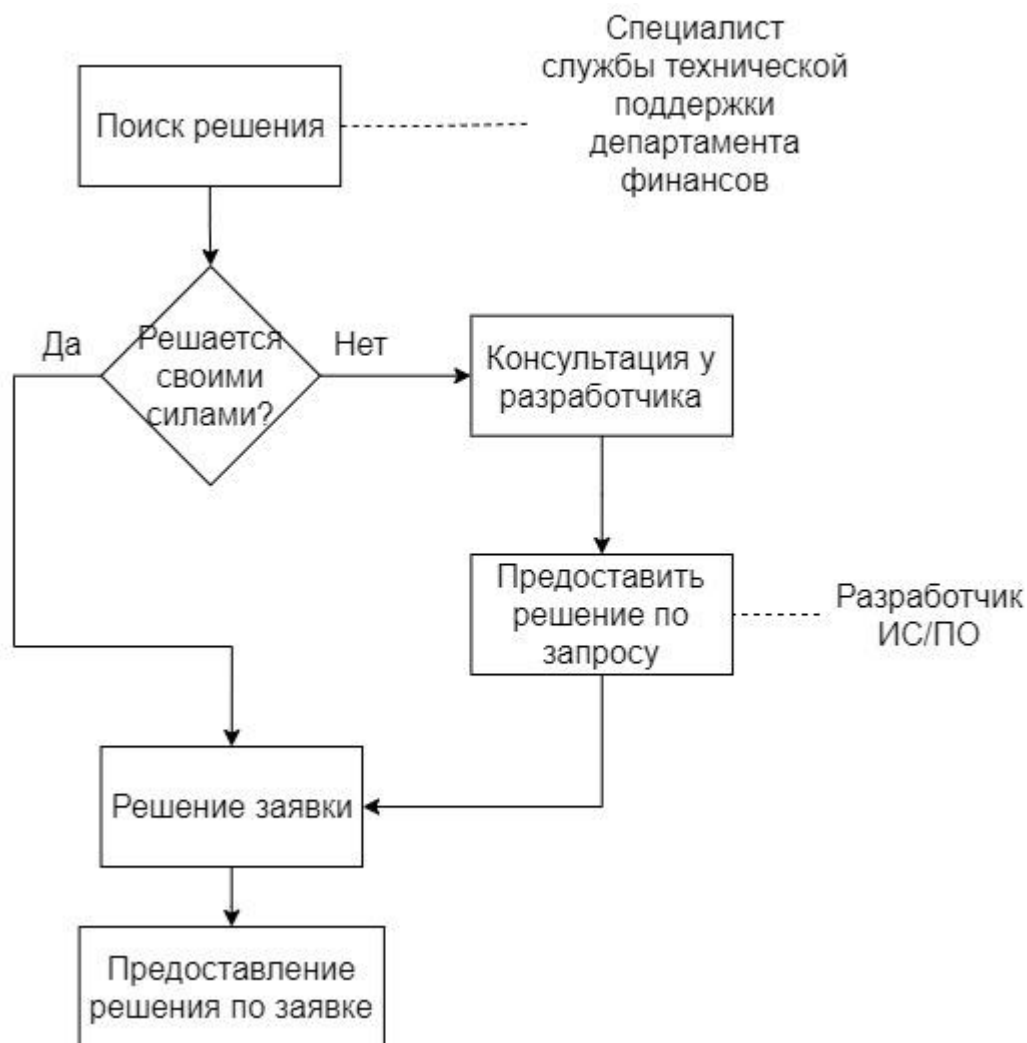 Специалист
службы технической
поддержки
департамента
финансов
Поиск решения
Да
Решается
своими
силами?
Нет
Консультация у
разработчика
Предоставить
решение по
запросу
Разработчик
ИС/ПО
Решение заявки
Предоставление
решения по заявке